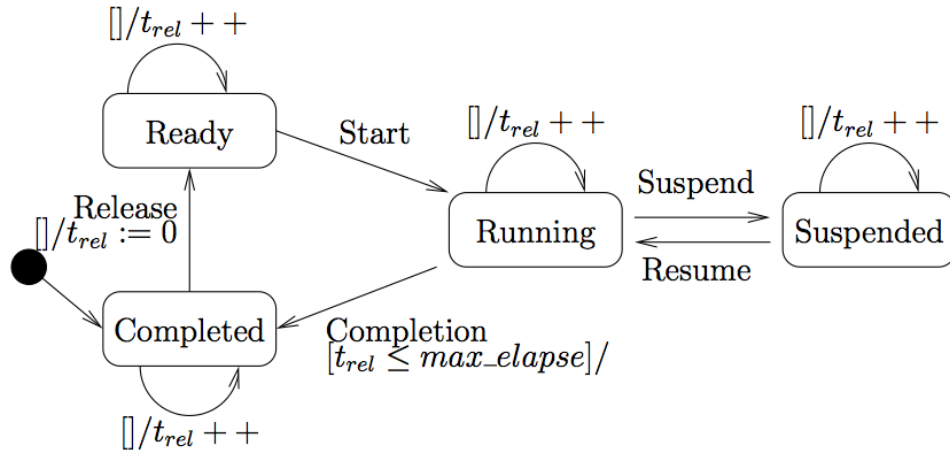 []/t_rel ++
Ready
Start
[]/t_rel ++
[]/t_rel ++
Release
[]/t_rel := 0
Suspend
Running
Suspended
Resume
Completed
Completion
[t_rel ≤ max_elapse]/
[]/t_rel ++